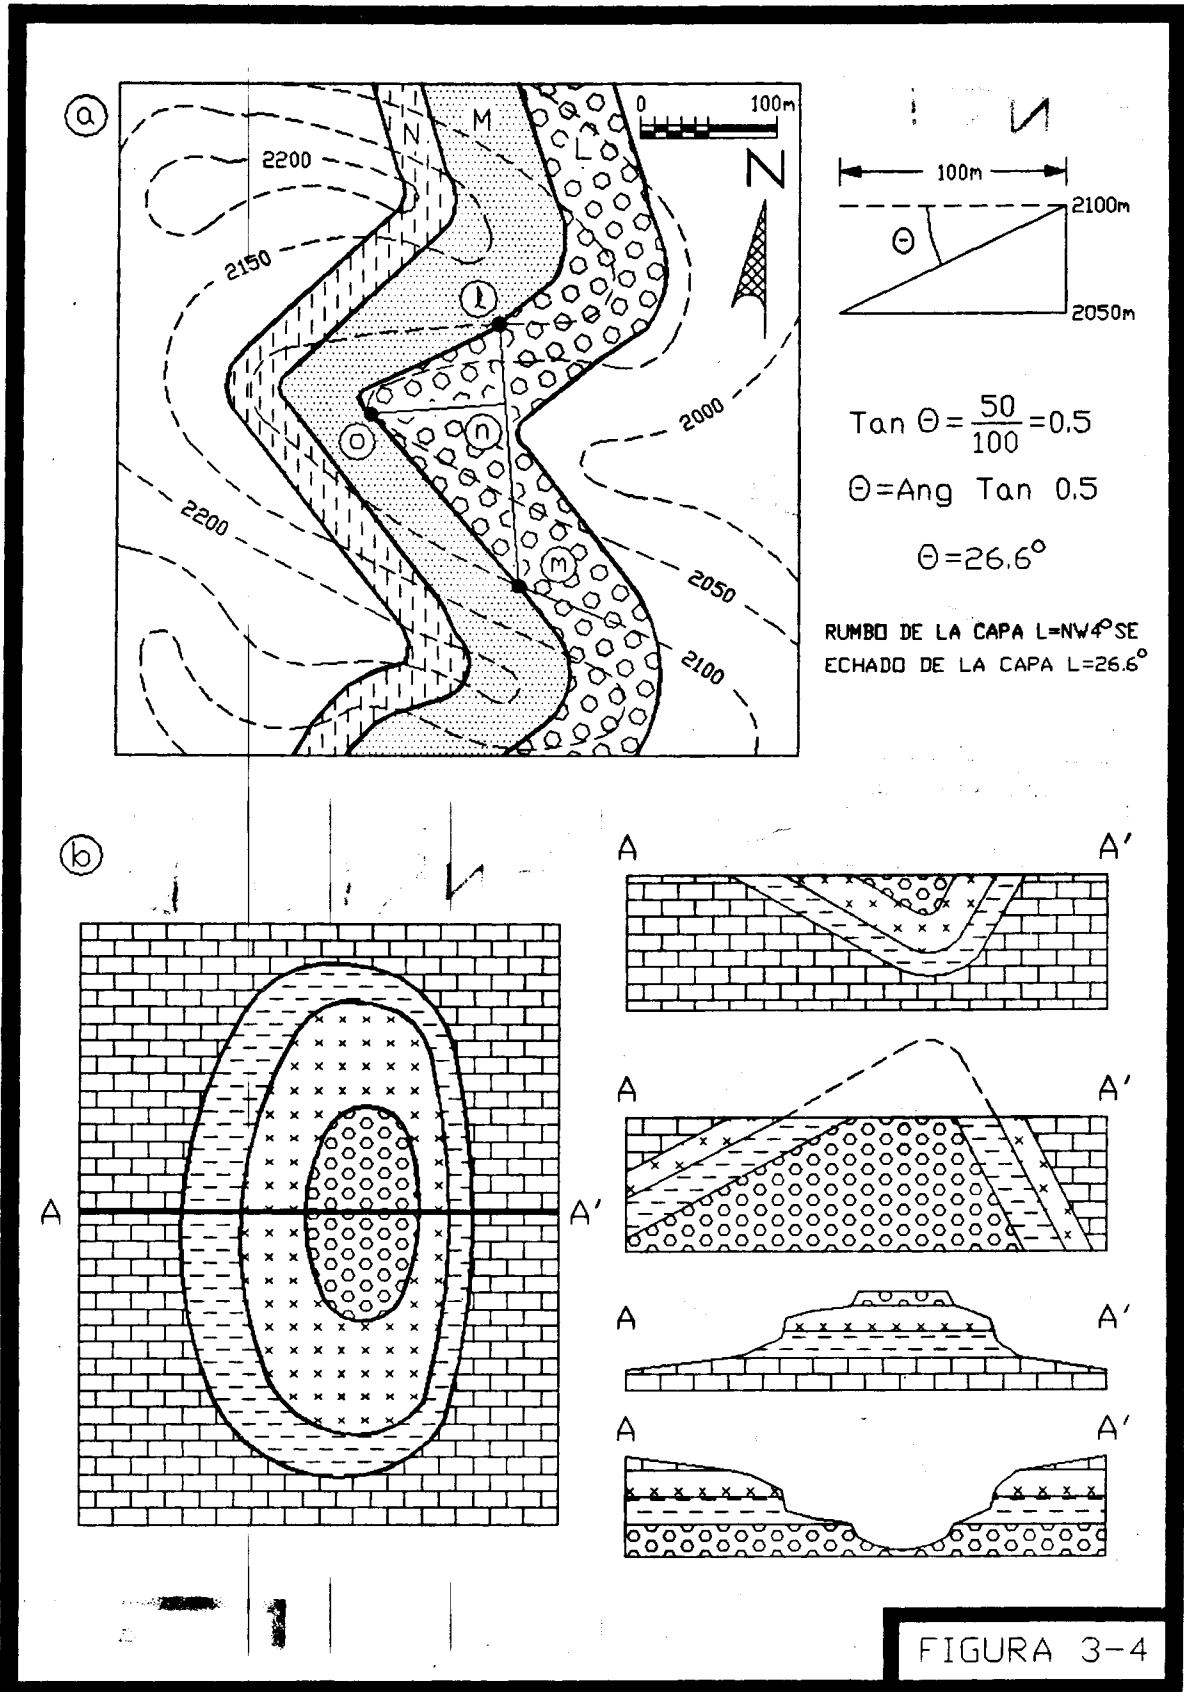 a
0 100m
N
N
M
L
2200
2150
l
100m
2100m
Θ
2050m
2000
o
n
Tan Θ = 50/100 = 0.5
Θ=Ang Tan 0.5
Θ=26.6°
2200
m
2050
2100
RUMBO DE LA CAPA L=NW4°SE
ECHADO DE LA CAPA L=26.6°
b
A A'
A A'
A A'
A A'
A A'
FIGURA 3-4